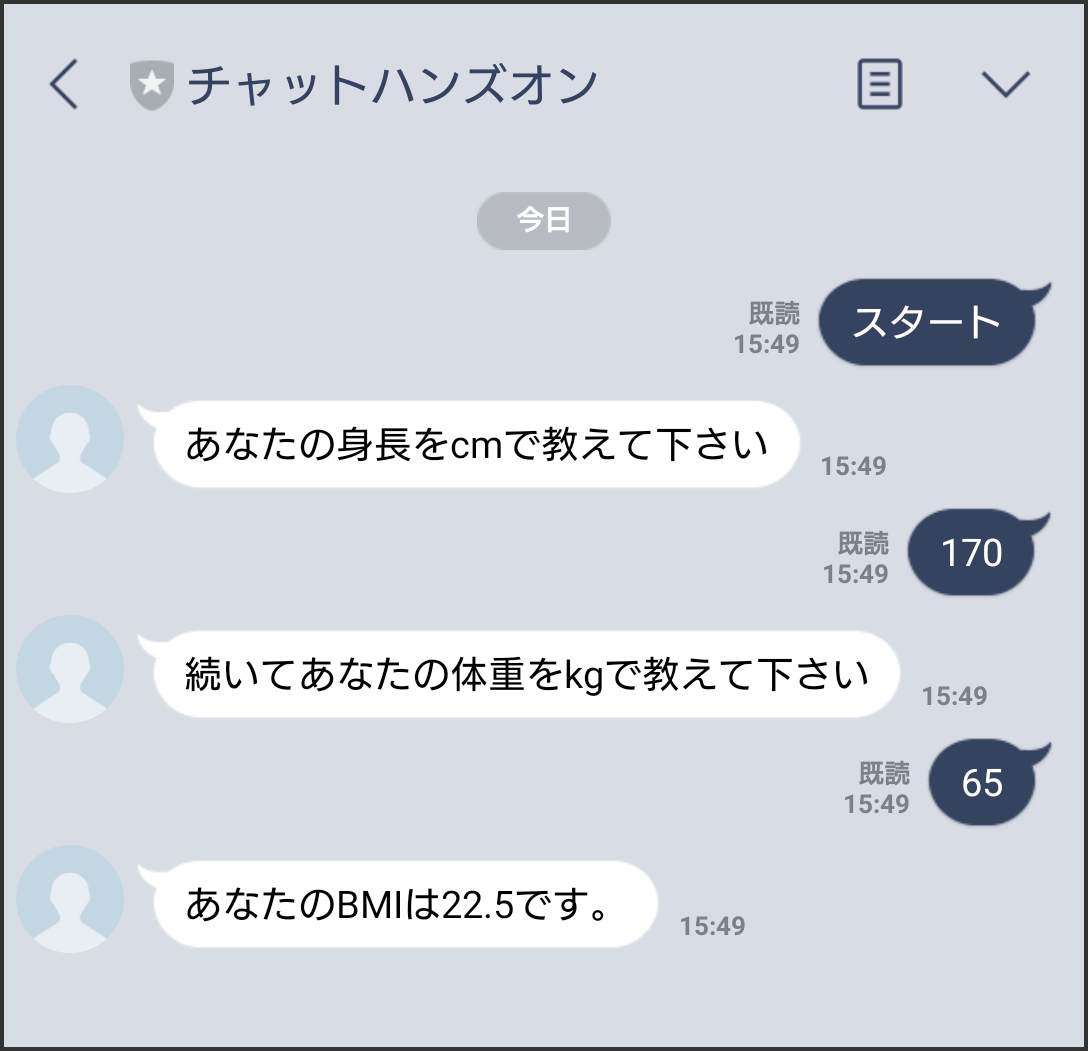 チャットハンズオン
今日
既読
15:49
スタート
あなたの身長をcmで教えて下さい
15:49
既読
15:49
170
続いてあなたの体重をkgで教えて下さい
15:49
既読
15:49
65
あなたのBMIは22.5です。
15:49